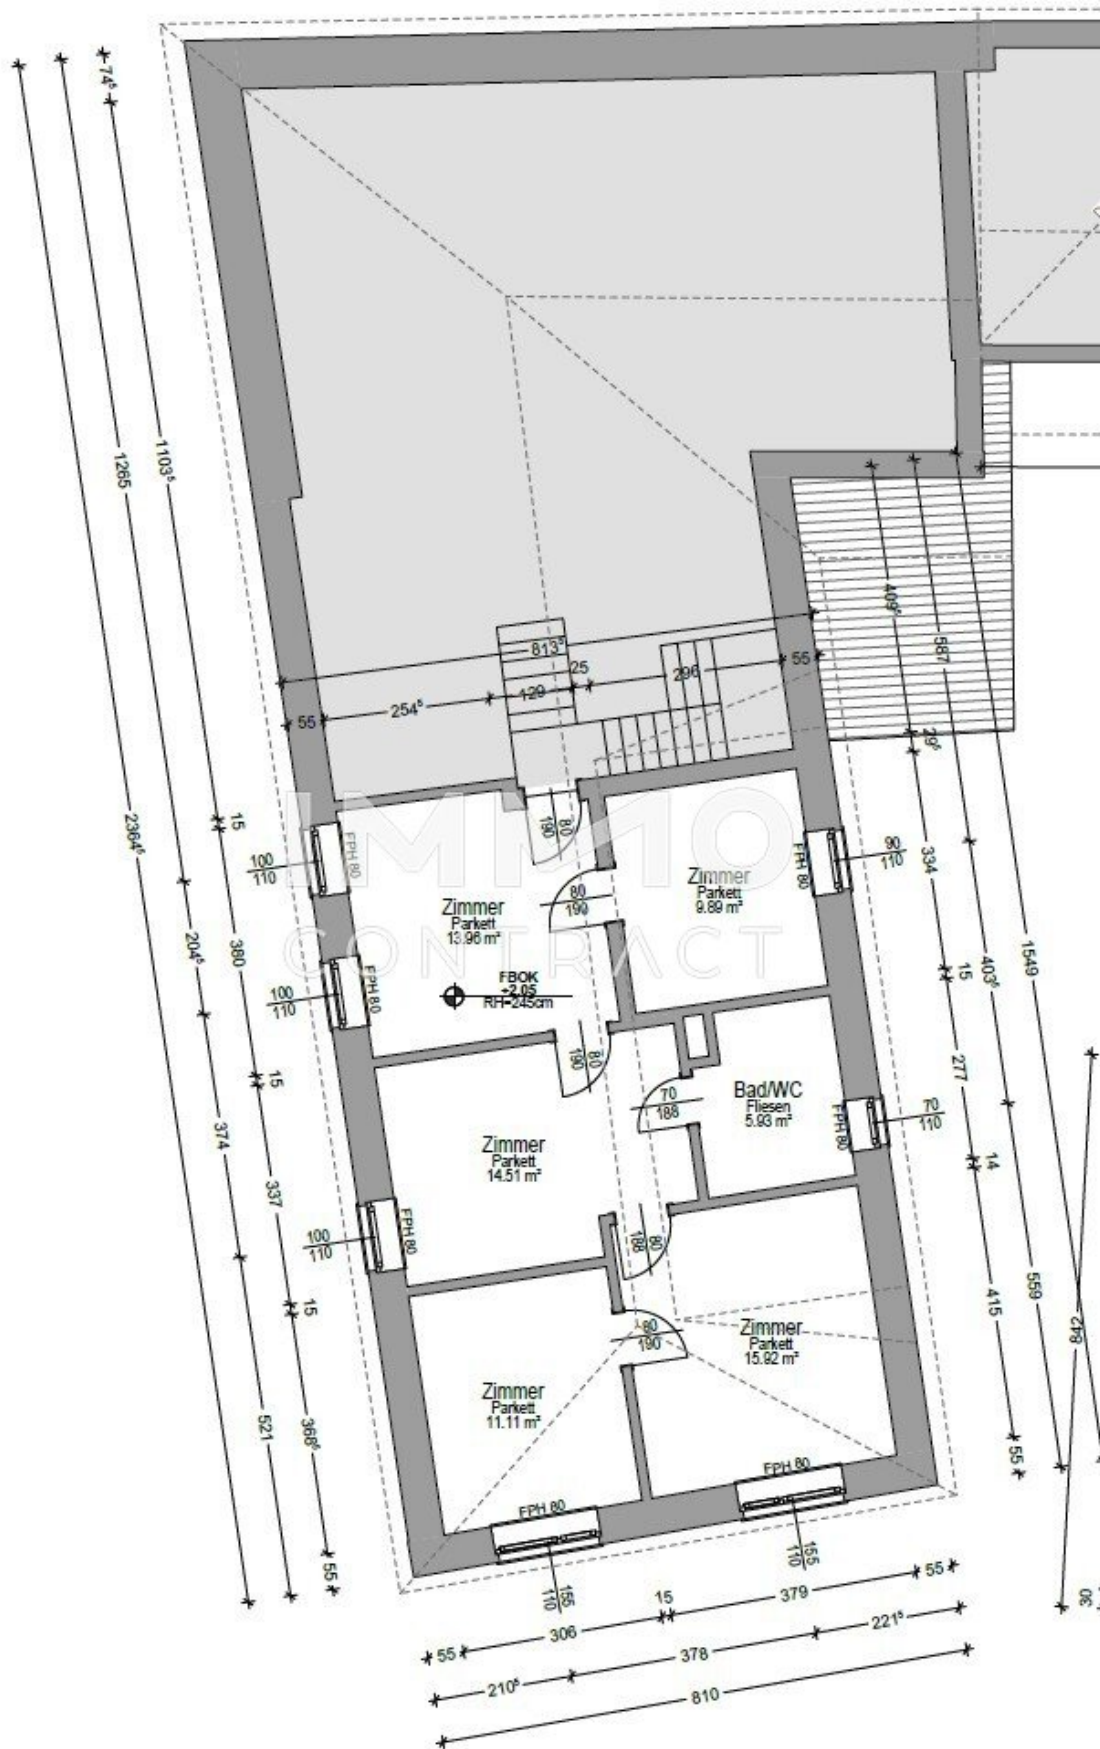 74⁵
1103⁵
1265
2364⁵
813⁵
25
296
55
129
254⁵
55
409⁵
587
29⁵
IMMO
CONTRACT
15
100
110
FPH 80
80
190
80
190
Zimmer
Parkett
13.96 m²
Zimmer
Parkett
9.89 m²
FPH 80
90
110
334
403⁵
1549
204⁵
380
100
110
FPH 80
FBOK
+2.05
RH=245cm
15
15
80
190
277
374
337
Zimmer
Parkett
14.51 m²
70
188
Bad/WC
Fliesen
5.93 m²
FPH 80
70
110
14
100
110
FPH 80
80
188
559
415
842
15
80
190
Zimmer
Parkett
15.92 m²
Zimmer
Parkett
11.11 m²
521
368⁵
FPH 80
FPH 80
55
55
155
110
155
110
30
55
306
15
379
55
210⁵
378
221⁵
810